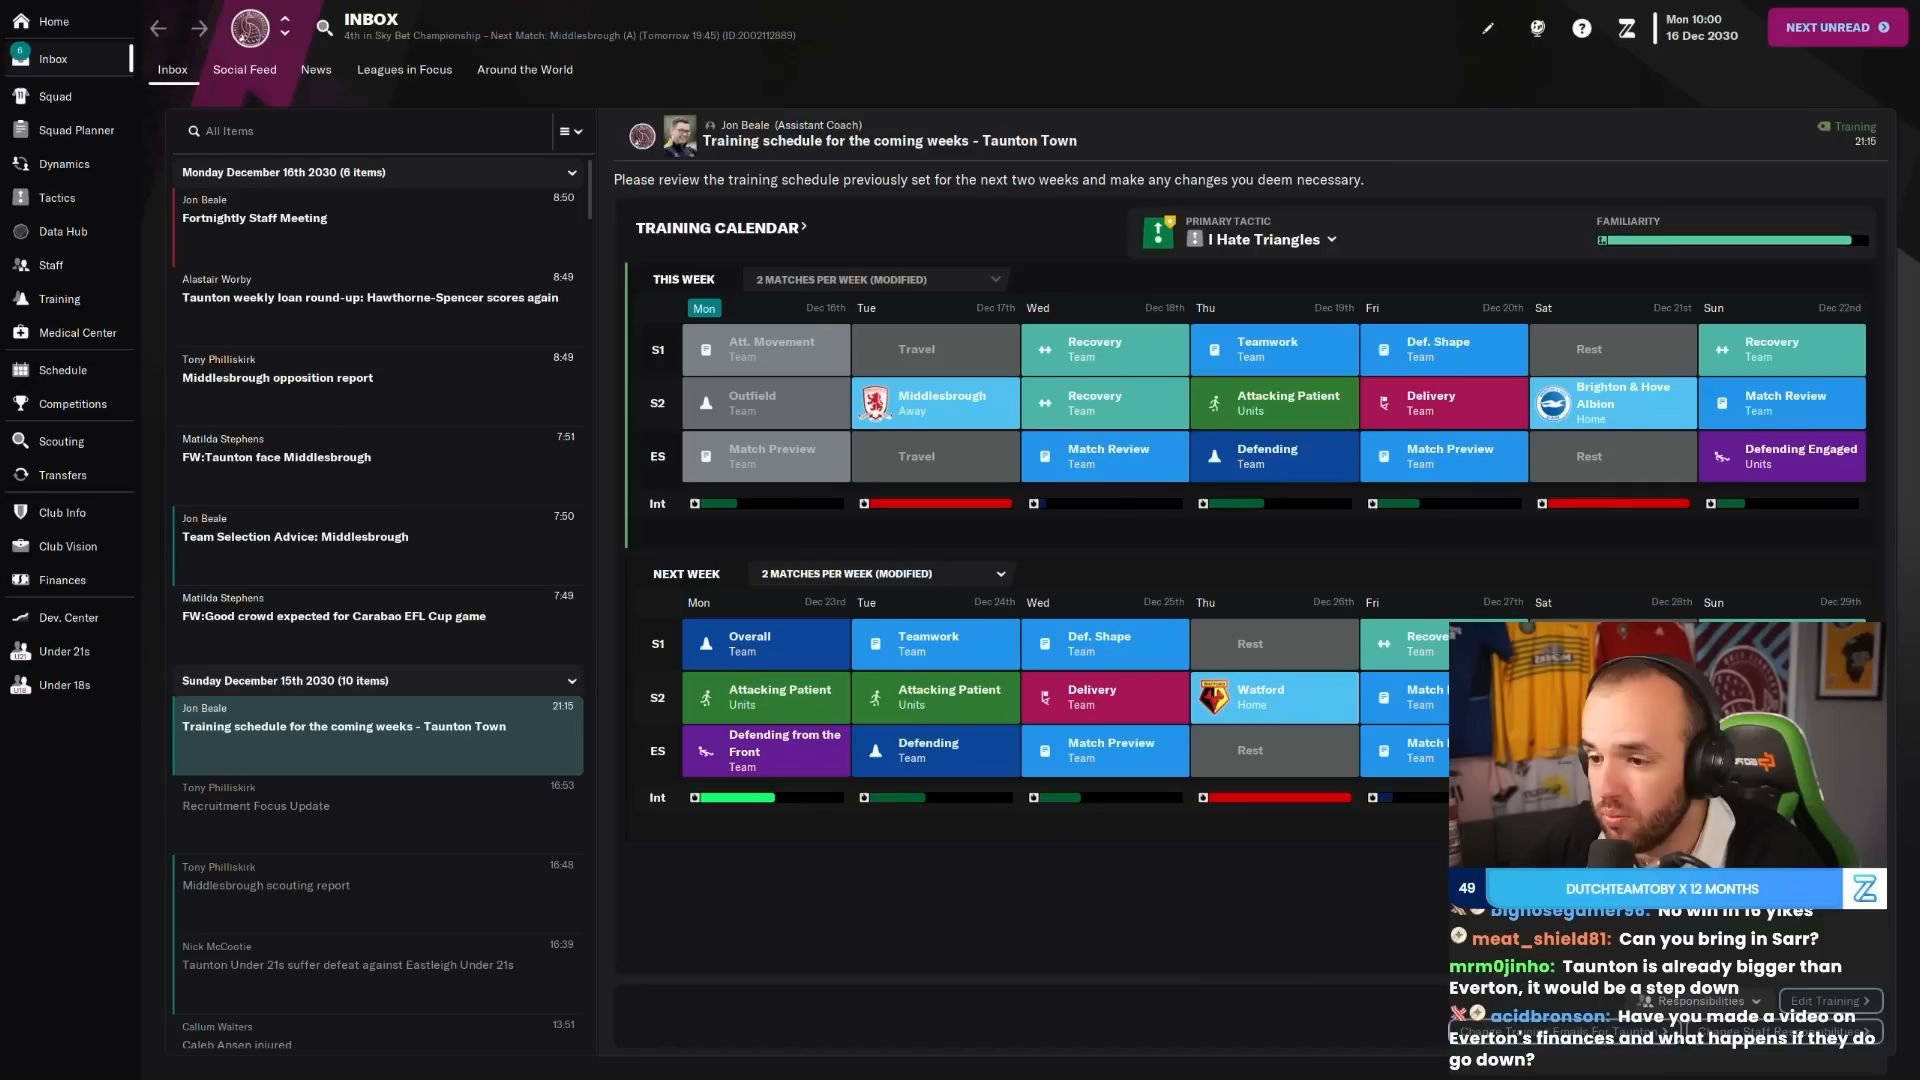 Home
6
Inbox
Squad
Squad Planner
Dynamics
Tactics
Data Hub
Staff
Training
Medical Center
Schedule
Competitions
Scouting
Transfers
Club Info
Club Vision
Finances
Dev. Center
U21
Under 21s
U18
Under 18s
INBOX
4th in Sky Bet Championship - Next Match: Middlesbrough (A) (Tomorrow 19:45) (ID:2002112889)
Mon 10:00
16 Dec 2030
NEXT UNREAD
Inbox
Social Feed
News
Leagues in Focus
Around the World
All Items
Monday December 16th 2030 (6 items)
Jon Beale
8:50
Fortnightly Staff Meeting
Alastair Worby
8:49
Taunton weekly loan round-up: Hawthorne-Spencer scores again
Tony Philliskirk
8:49
Middlesbrough opposition report
Matilda Stephens
7:51
FW:Taunton face Middlesbrough
Jon Beale
7:50
Team Selection Advice: Middlesbrough
Matilda Stephens
7:49
FW:Good crowd expected for Carabao EFL Cup game
Sunday December 15th 2030 (10 items)
Jon Beale
21:15
Training schedule for the coming weeks - Taunton Town
Tony Philliskirk
16:53
Recruitment Focus Update
Tony Philliskirk
16:48
Middlesbrough scouting report
Nick McCootie
16:39
Taunton Under 21s suffer defeat against Eastleigh Under 21s
Callum Walters
13:51
Caleb Ansen injured
Jon Beale (Assistant Coach)
Training schedule for the coming weeks - Taunton Town
Training
21:15
Please review the training schedule previously set for the next two weeks and make any changes you deem necessary.
TRAINING CALENDAR
PRIMARY TACTIC
I Hate Triangles
FAMILIARITY
THIS WEEK
2 MATCHES PER WEEK (MODIFIED)
Mon Dec 16th Tue Dec 17th Wed Dec 18th Thu Dec 19th Fri Dec 20th Sat Dec 21st Sun Dec 22nd
S1
Att. Movement
Team
Travel
Recovery
Team
Teamwork
Team
Def. Shape
Team
Rest
Recovery
Team
S2
Outfield
Team
Middlesbrough
Away
Recovery
Team
Attacking Patient
Units
Delivery
Team
Brighton & Hove
Albion
Home
Match Review
Team
ES
Match Preview
Team
Travel
Match Review
Team
Defending
Team
Match Preview
Team
Rest
Defending Engaged
Units
Int
NEXT WEEK
2 MATCHES PER WEEK (MODIFIED)
Mon Dec 23rd Tue Dec 24th Wed Dec 25th Thu Dec 26th Fri Dec 27th Sat Dec 28th Sun Dec 29th
S1
Overall
Team
Teamwork
Team
Def. Shape
Team
Rest
Recove
Team
S2
Attacking Patient
Units
Attacking Patient
Units
Delivery
Team
Watford
Home
Match
Team
ES
Defending from the
Front
Team
Defending
Team
Match Preview
Team
Rest
Match
Team
Int
49
DUTCHTEAMTOBY X 12 MONTHS
bignosegamer96: No win in 16 yikes
meat_shield81: Can you bring in Sarr?
mrm0jinho: Taunton is already bigger than
Everton, it would be a step down
Responsibilities
Edit Training
acidbronson: Have you made a video on
Everton's finances and what happens if they do
go down?